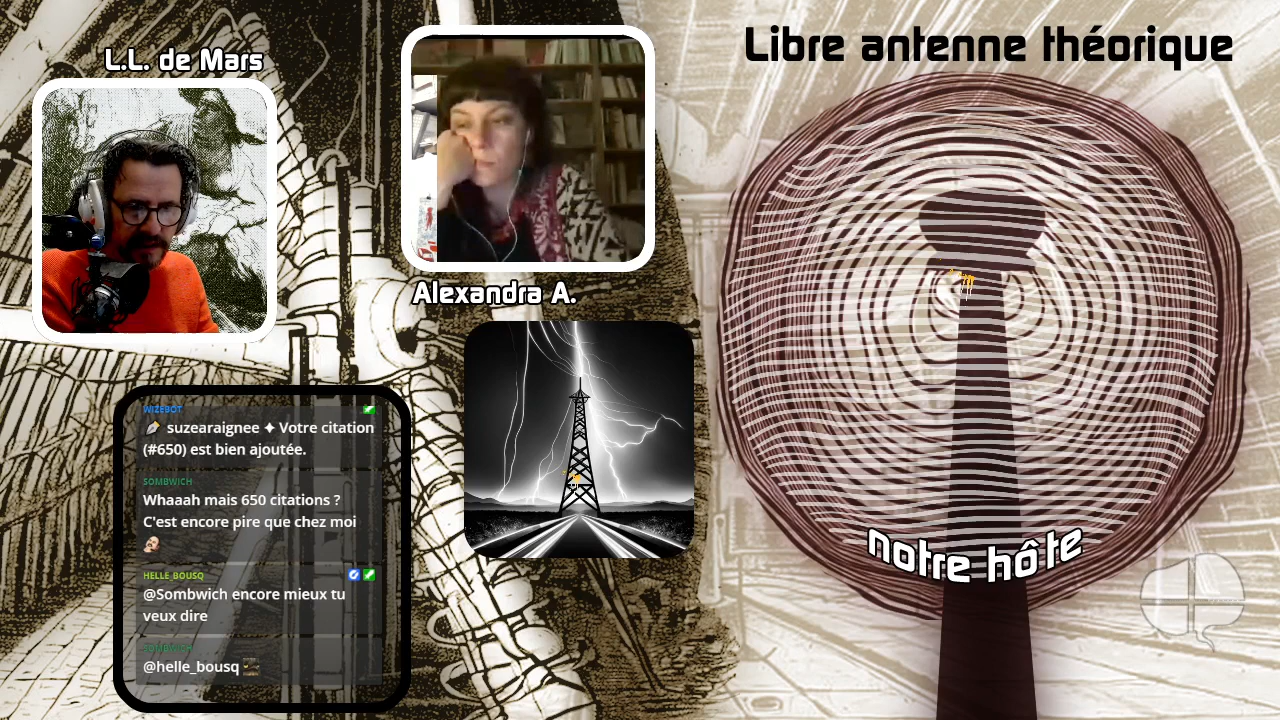 L.L. de Mars
Libre antenne théorique
Alexandra A.
WIZEBOT
suzearaignee ✦ Votre citation
(#650) est bien ajoutée.
SOMBWICH
Whaaah mais 650 citations ?
C'est encore pire que chez moi
HELLE_BOUSQ
@Sombwich encore mieux tu
veux dire
SOMBWICH
@helle_bousq
notre hôte